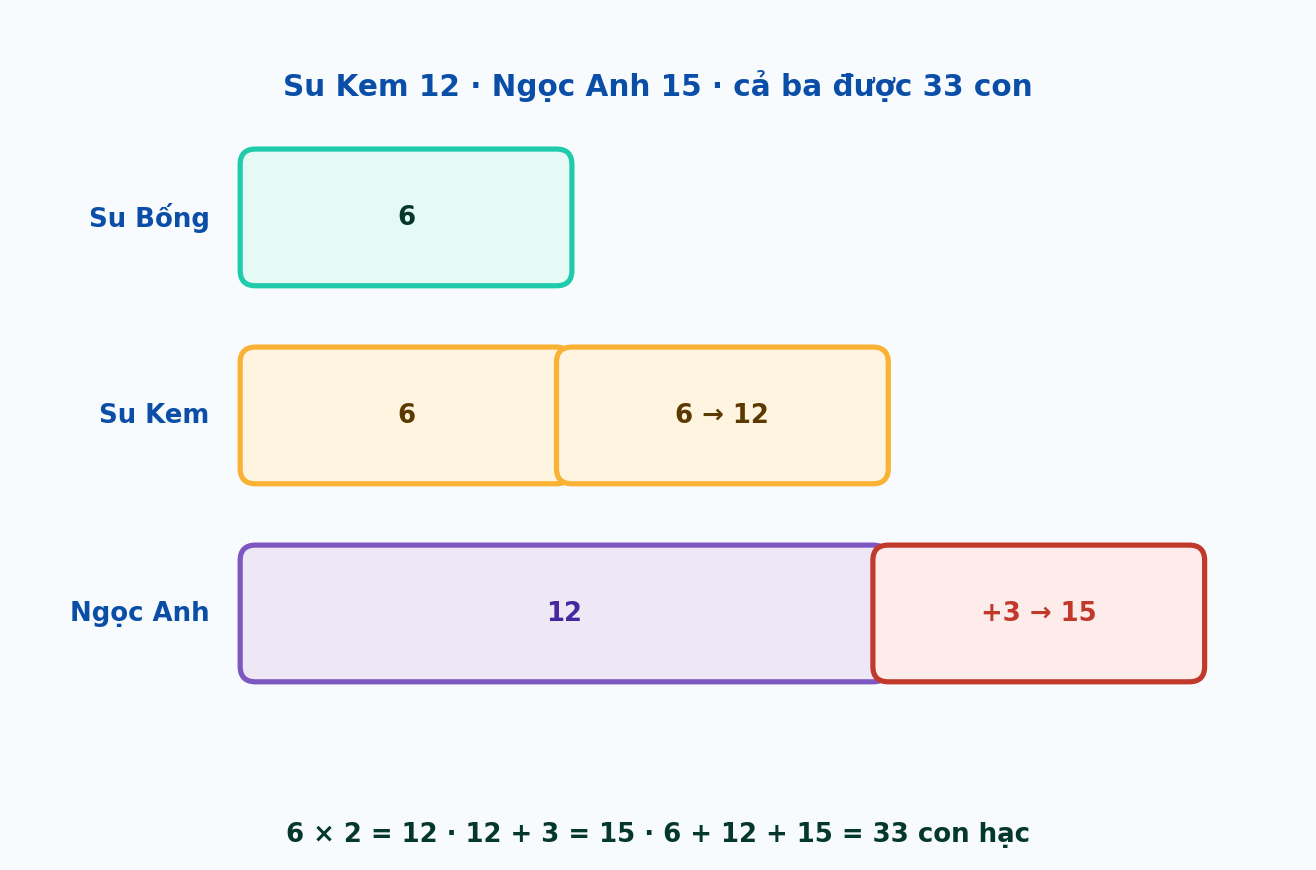 Su Kem 12 · Ngọc Anh 15 · cả ba được 33 con
Su Bống
6
Su Kem
6
6 → 12
Ngọc Anh
12
+3 → 15
6 × 2 = 12 · 12 + 3 = 15 · 6 + 12 + 15 = 33 con hạc